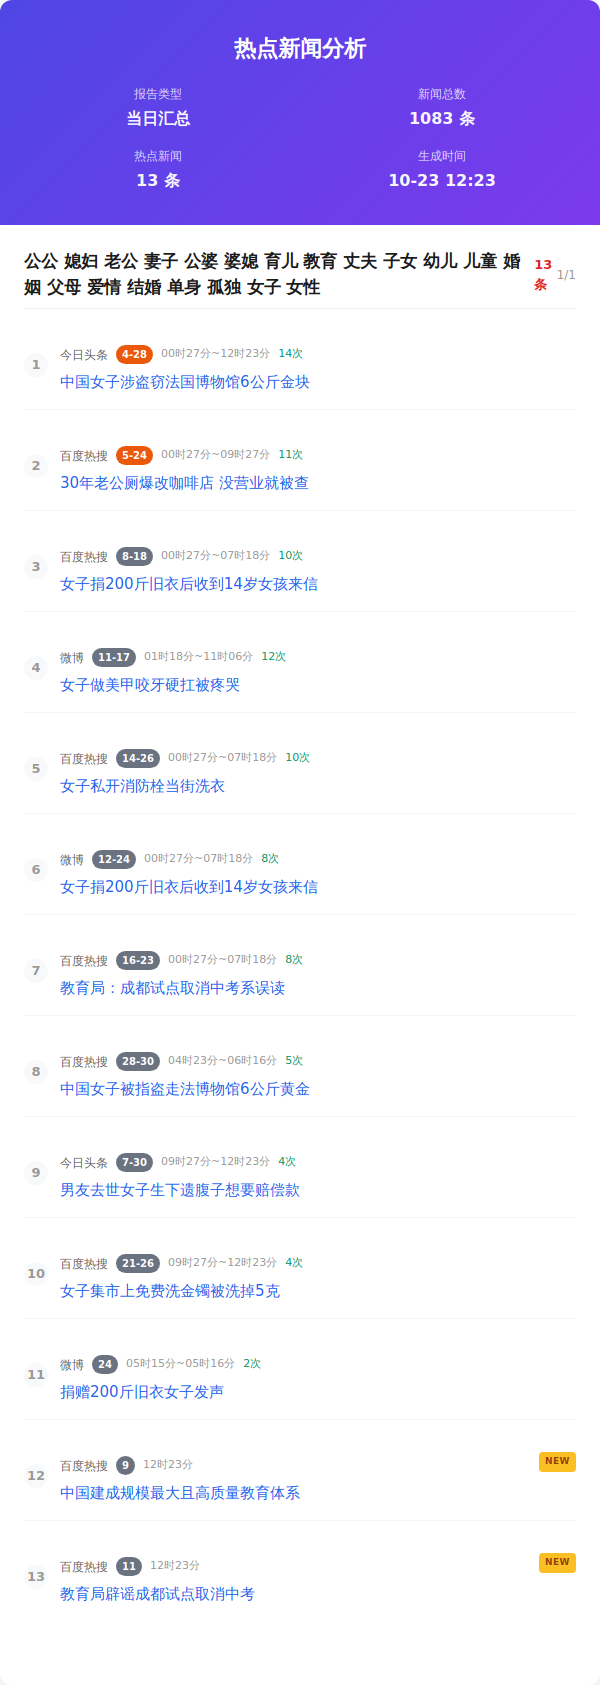 热点新闻分析
报告类型
新闻总数
当日汇总
1083 条
热点新闻
生成时间
13 条
10-23 12:23
公公 媳妇 老公 妻子 公婆 婆媳 育儿 教育 丈夫 子女 幼儿 儿童 婚
姻 父母 爱情 结婚 单身 孤独 女子 女性
13
条
1/1
1
今日头条 4-28 00时27分~12时23分 14次
中国女子涉盗窃法国博物馆6公斤金块
2
百度热搜 5-24 00时27分~09时27分 11次
30年老公厕爆改咖啡店 没营业就被查
3
百度热搜 8-18 00时27分~07时18分 10次
女子捐200斤旧衣后收到14岁女孩来信
4
微博 11-17 01时18分~11时06分 12次
女子做美甲咬牙硬扛被疼哭
5
百度热搜 14-26 00时27分~07时18分 10次
女子私开消防栓当街洗衣
6
微博 12-24 00时27分~07时18分 8次
女子捐200斤旧衣后收到14岁女孩来信
7
百度热搜 16-23 00时27分~07时18分 8次
教育局：成都试点取消中考系误读
8
百度热搜 28-30 04时23分~06时16分 5次
中国女子被指盗走法博物馆6公斤黄金
9
今日头条 7-30 09时27分~12时23分 4次
男友去世女子生下遗腹子想要赔偿款
10
百度热搜 21-26 09时27分~12时23分 4次
女子集市上免费洗金镯被洗掉5克
11
微博 24 05时15分~05时16分 2次
捐赠200斤旧衣女子发声
12
百度热搜 9 12时23分
NEW
中国建成规模最大且高质量教育体系
13
百度热搜 11 12时23分
NEW
教育局辟谣成都试点取消中考